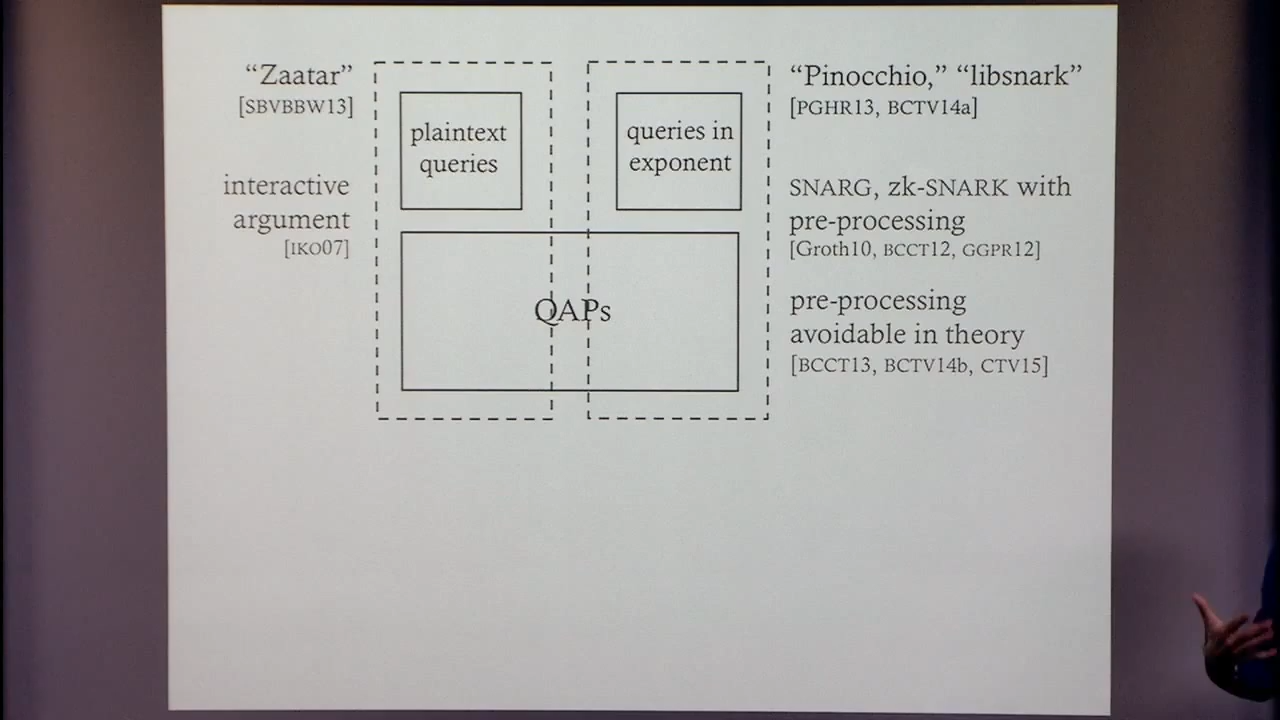 “Zaatar”
[SBVBBW13]
interactive
argument
[IKO07]
plaintext
queries
queries in
exponent
QAPs
“Pinocchio,” “libsnark”
[PGHR13, BCTV14a]
SNARG, zk-SNARK with
pre-processing
[Groth10, BCCT12, GGPR12]
pre-processing
avoidable in theory
[BCCT13, BCTV14b, CTV15]